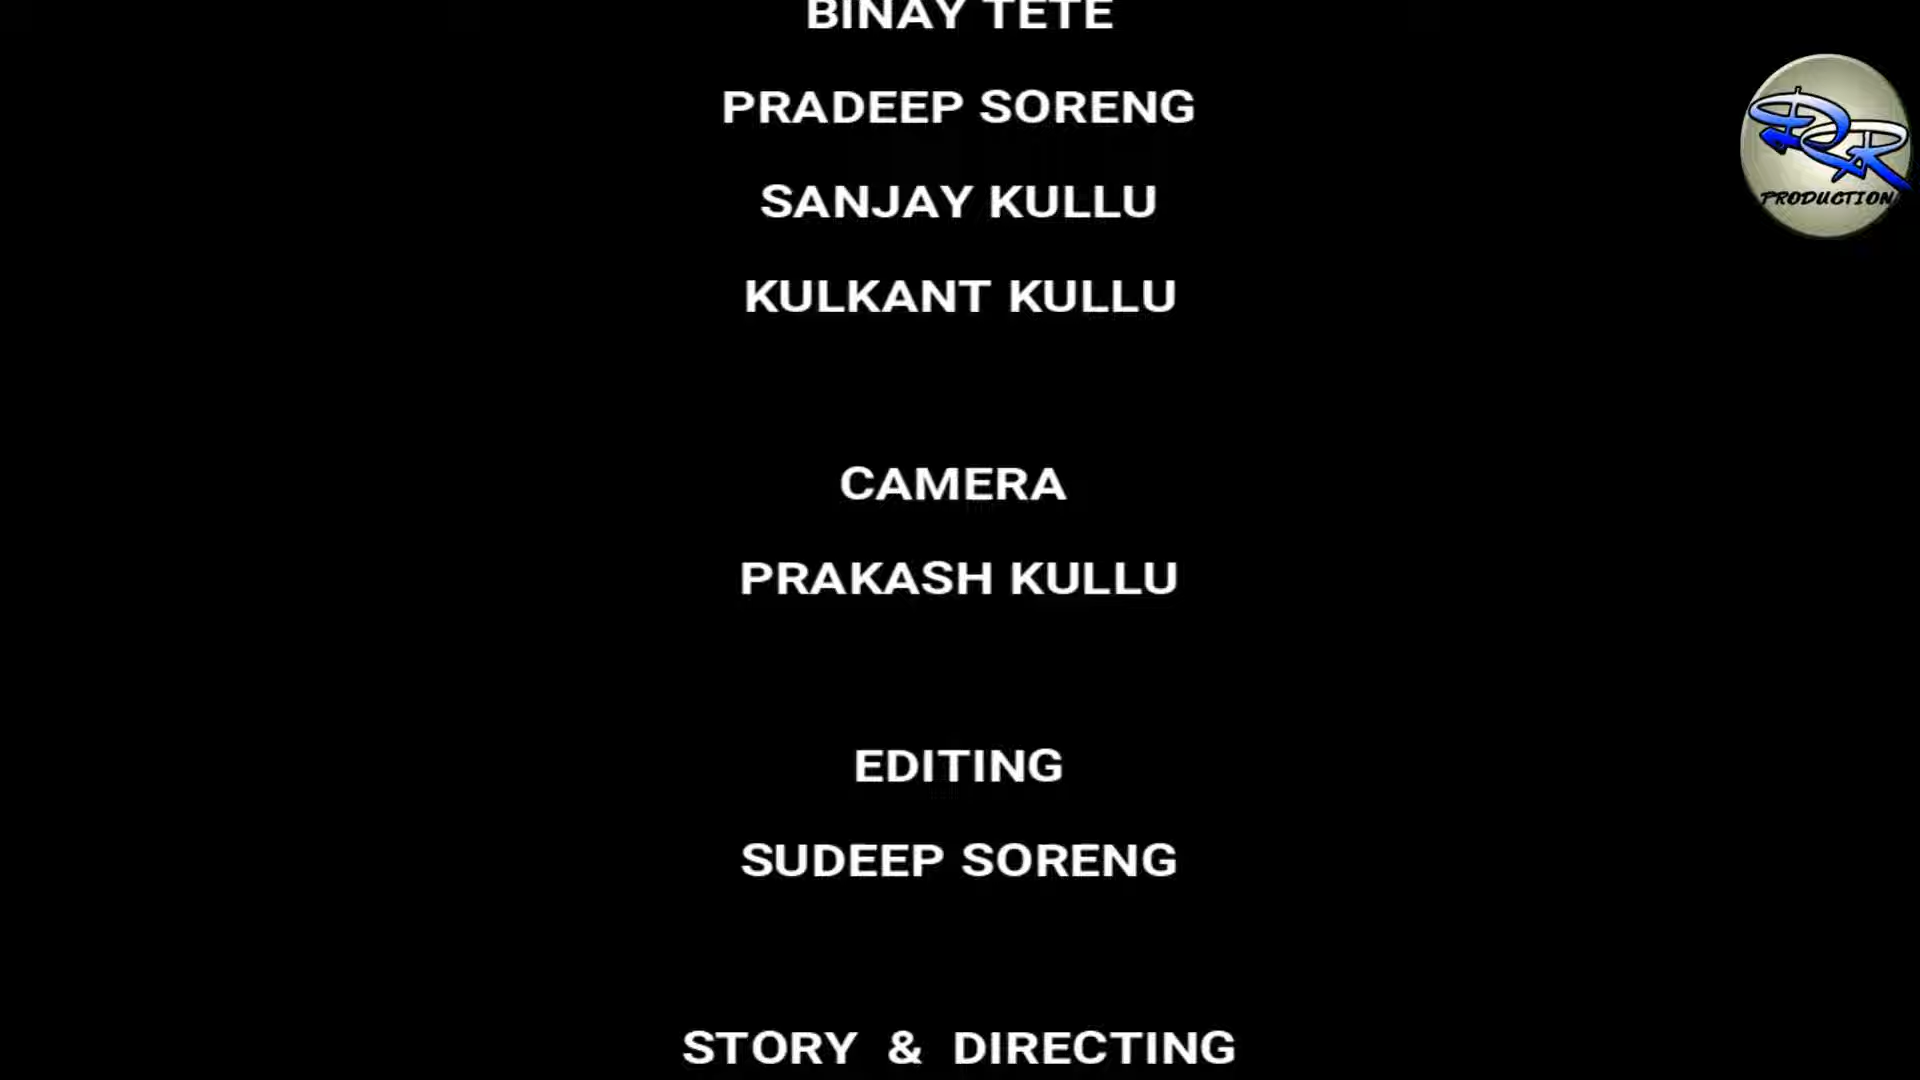 BINAY TETE
PRADEEP SORENG
SANJAY KULLU
KULKANT KULLU
CAMERA
PRAKASH KULLU
EDITING
SUDEEP SORENG
STORY & DIRECTING
PRODUCTION